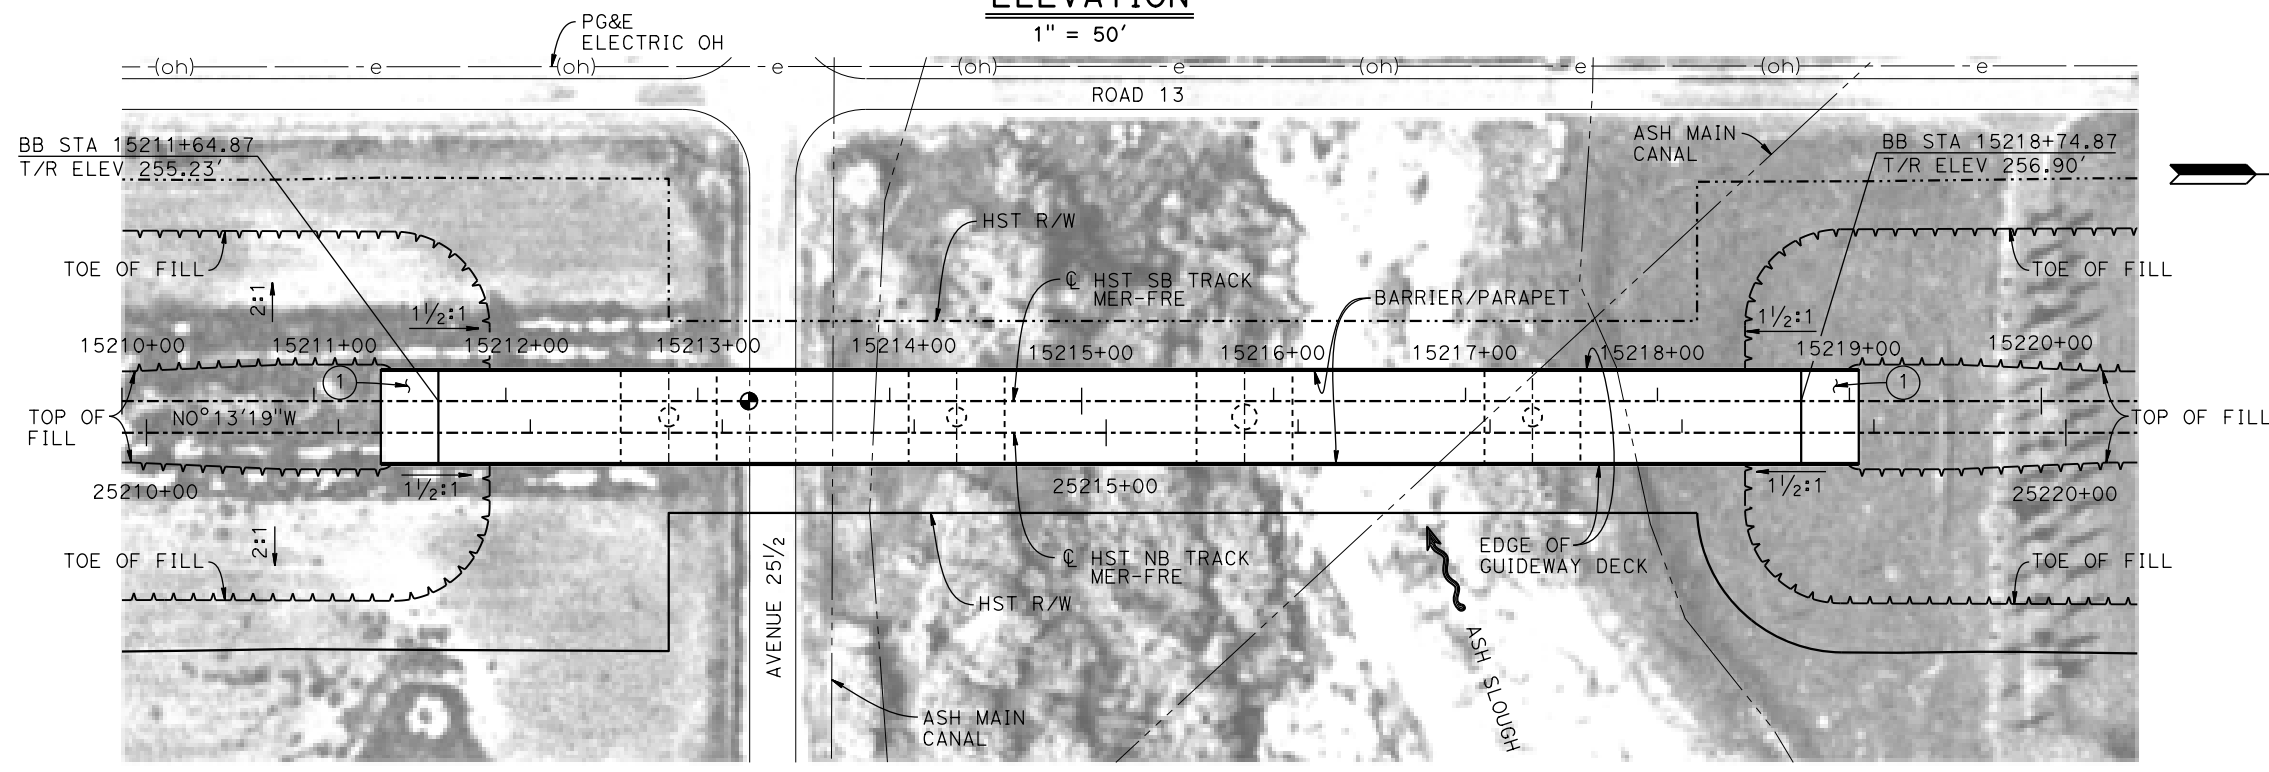 ELEVATION
1" = 50'
PG&E
ELECTRIC OH
(oh) e (oh) e (oh) e (oh) e (oh) e
ROAD 13
BB STA 15211+64.87
T/R ELEV 255.23'
ASH MAIN
CANAL
BB STA 15218+74.87
T/R ELEV 256.90'
HST R/W
TOE OF FILL
2:1
1½:1
℄ HST SB TRACK
MER-FRE
BARRIER/PARAPET
1½:1
TOE OF FILL
15210+00 15211+00 15212+00 15213+00 15214+00 15215+00 15216+00 15217+00 15218+00 15219+00 15220+00
1
1
TOP OF
FILL
N0°13'19"W
TOP OF FILL
25210+00
1½:1
25215+00
1½:1
25220+00
2:1
TOE OF FILL
AVENUE 25½
℄ HST NB TRACK
MER-FRE
EDGE OF
GUIDEWAY DECK
TOE OF FILL
HST R/W
ASH SLOUGH
ASH MAIN
CANAL